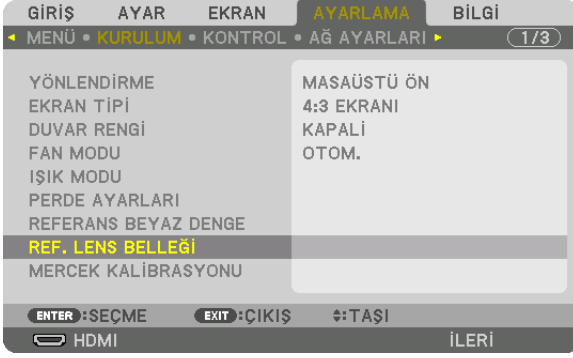 GİRİŞ AYAR EKRAN AYARLAMA BİLGİ
MENÜ • KURULUM • KONTROL • AĞ AYARLARI 1/3
YÖNLENDİRME MASAÜSTÜ ÖN
EKRAN TİPİ 4:3 EKRANI
DUVAR RENGİ KAPALİ
FAN MODU OTOM.
IŞIK MODU
PERDE AYARLARI
REFERANS BEYAZ DENGE
REF. LENS BELLEĞİ
MERCEK KALİBRASYONU
ENTER :SEÇME EXIT :ÇIKIŞ :TAŞI
HDMI İLERİ